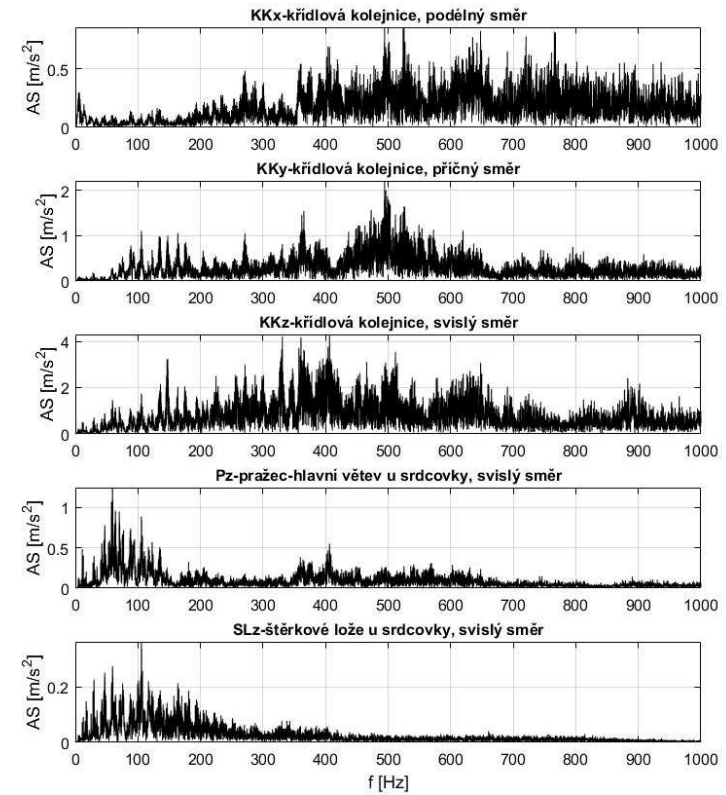 KKx-křídlová kolejnice, podélný směr
AS [m/s²]
0.5
0
0 100 200 300 400 500 600 700 800 900 1000
KKy-křídlová kolejnice, příčný směr
AS [m/s²]
2
1
0
0 100 200 300 400 500 600 700 800 900 1000
KKz-křídlová kolejnice, svislý směr
AS [m/s²]
4
2
0
0 100 200 300 400 500 600 700 800 900 1000
Pz-pražec-hlavní větev u srdcovky, svislý směr
AS [m/s²]
1
0.5
0
0 100 200 300 400 500 600 700 800 900 1000
SLz-štěrkové lože u srdcovky, svislý směr
AS [m/s²]
0.2
0
0 100 200 300 400 500 600 700 800 900 1000
f [Hz]